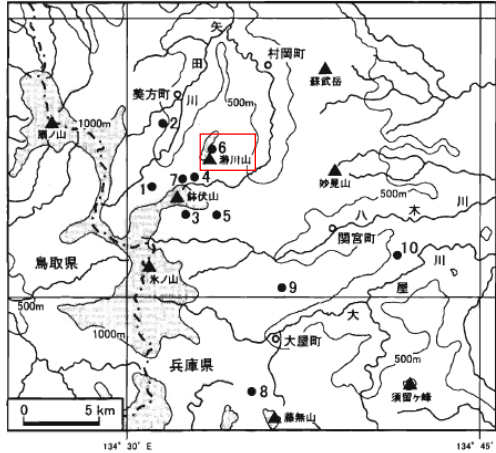 矢
田
川
村岡町
蘇武岳
美方町
500m
1000m
扇ノ山
2
6
瀞川山
7
4
1
鉢伏山
妙見山
500m
3
5
八
木
川
関宮町
10
鳥取県
川
氷ノ山
屋
9
500m
大
1000m
大屋町
兵庫県
500m
8
須留ヶ峰
0
5 km
藤無山
134° 30' E
134° 45'